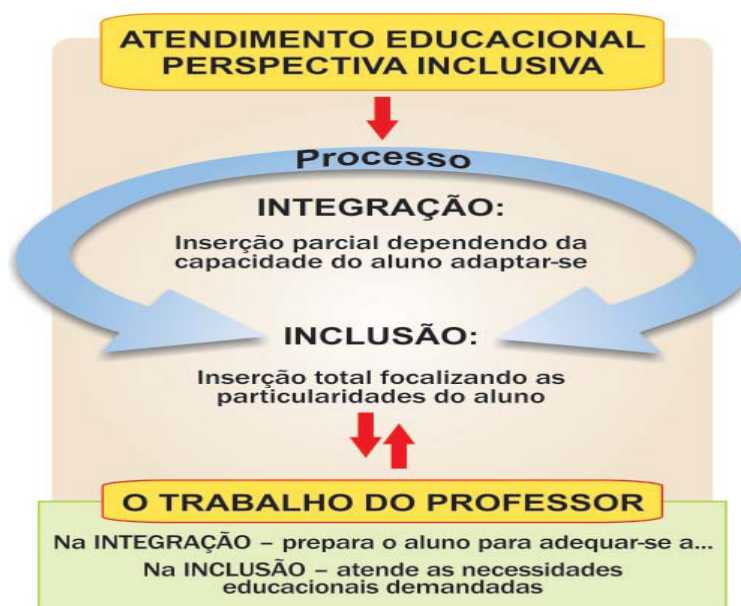 ATENDIMENTO EDUCACIONAL
PERSPECTIVA INCLUSIVA
Processo
INTEGRAÇÃO:
Inserção parcial dependendo da
capacidade do aluno adaptar-se
INCLUSÃO:
Inserção total focalizando as
particularidades do aluno
O TRABALHO DO PROFESSOR
Na INTEGRAÇÃO – prepara o aluno para adequar-se a...
Na INCLUSÃO – atende as necessidades
educacionais demandadas